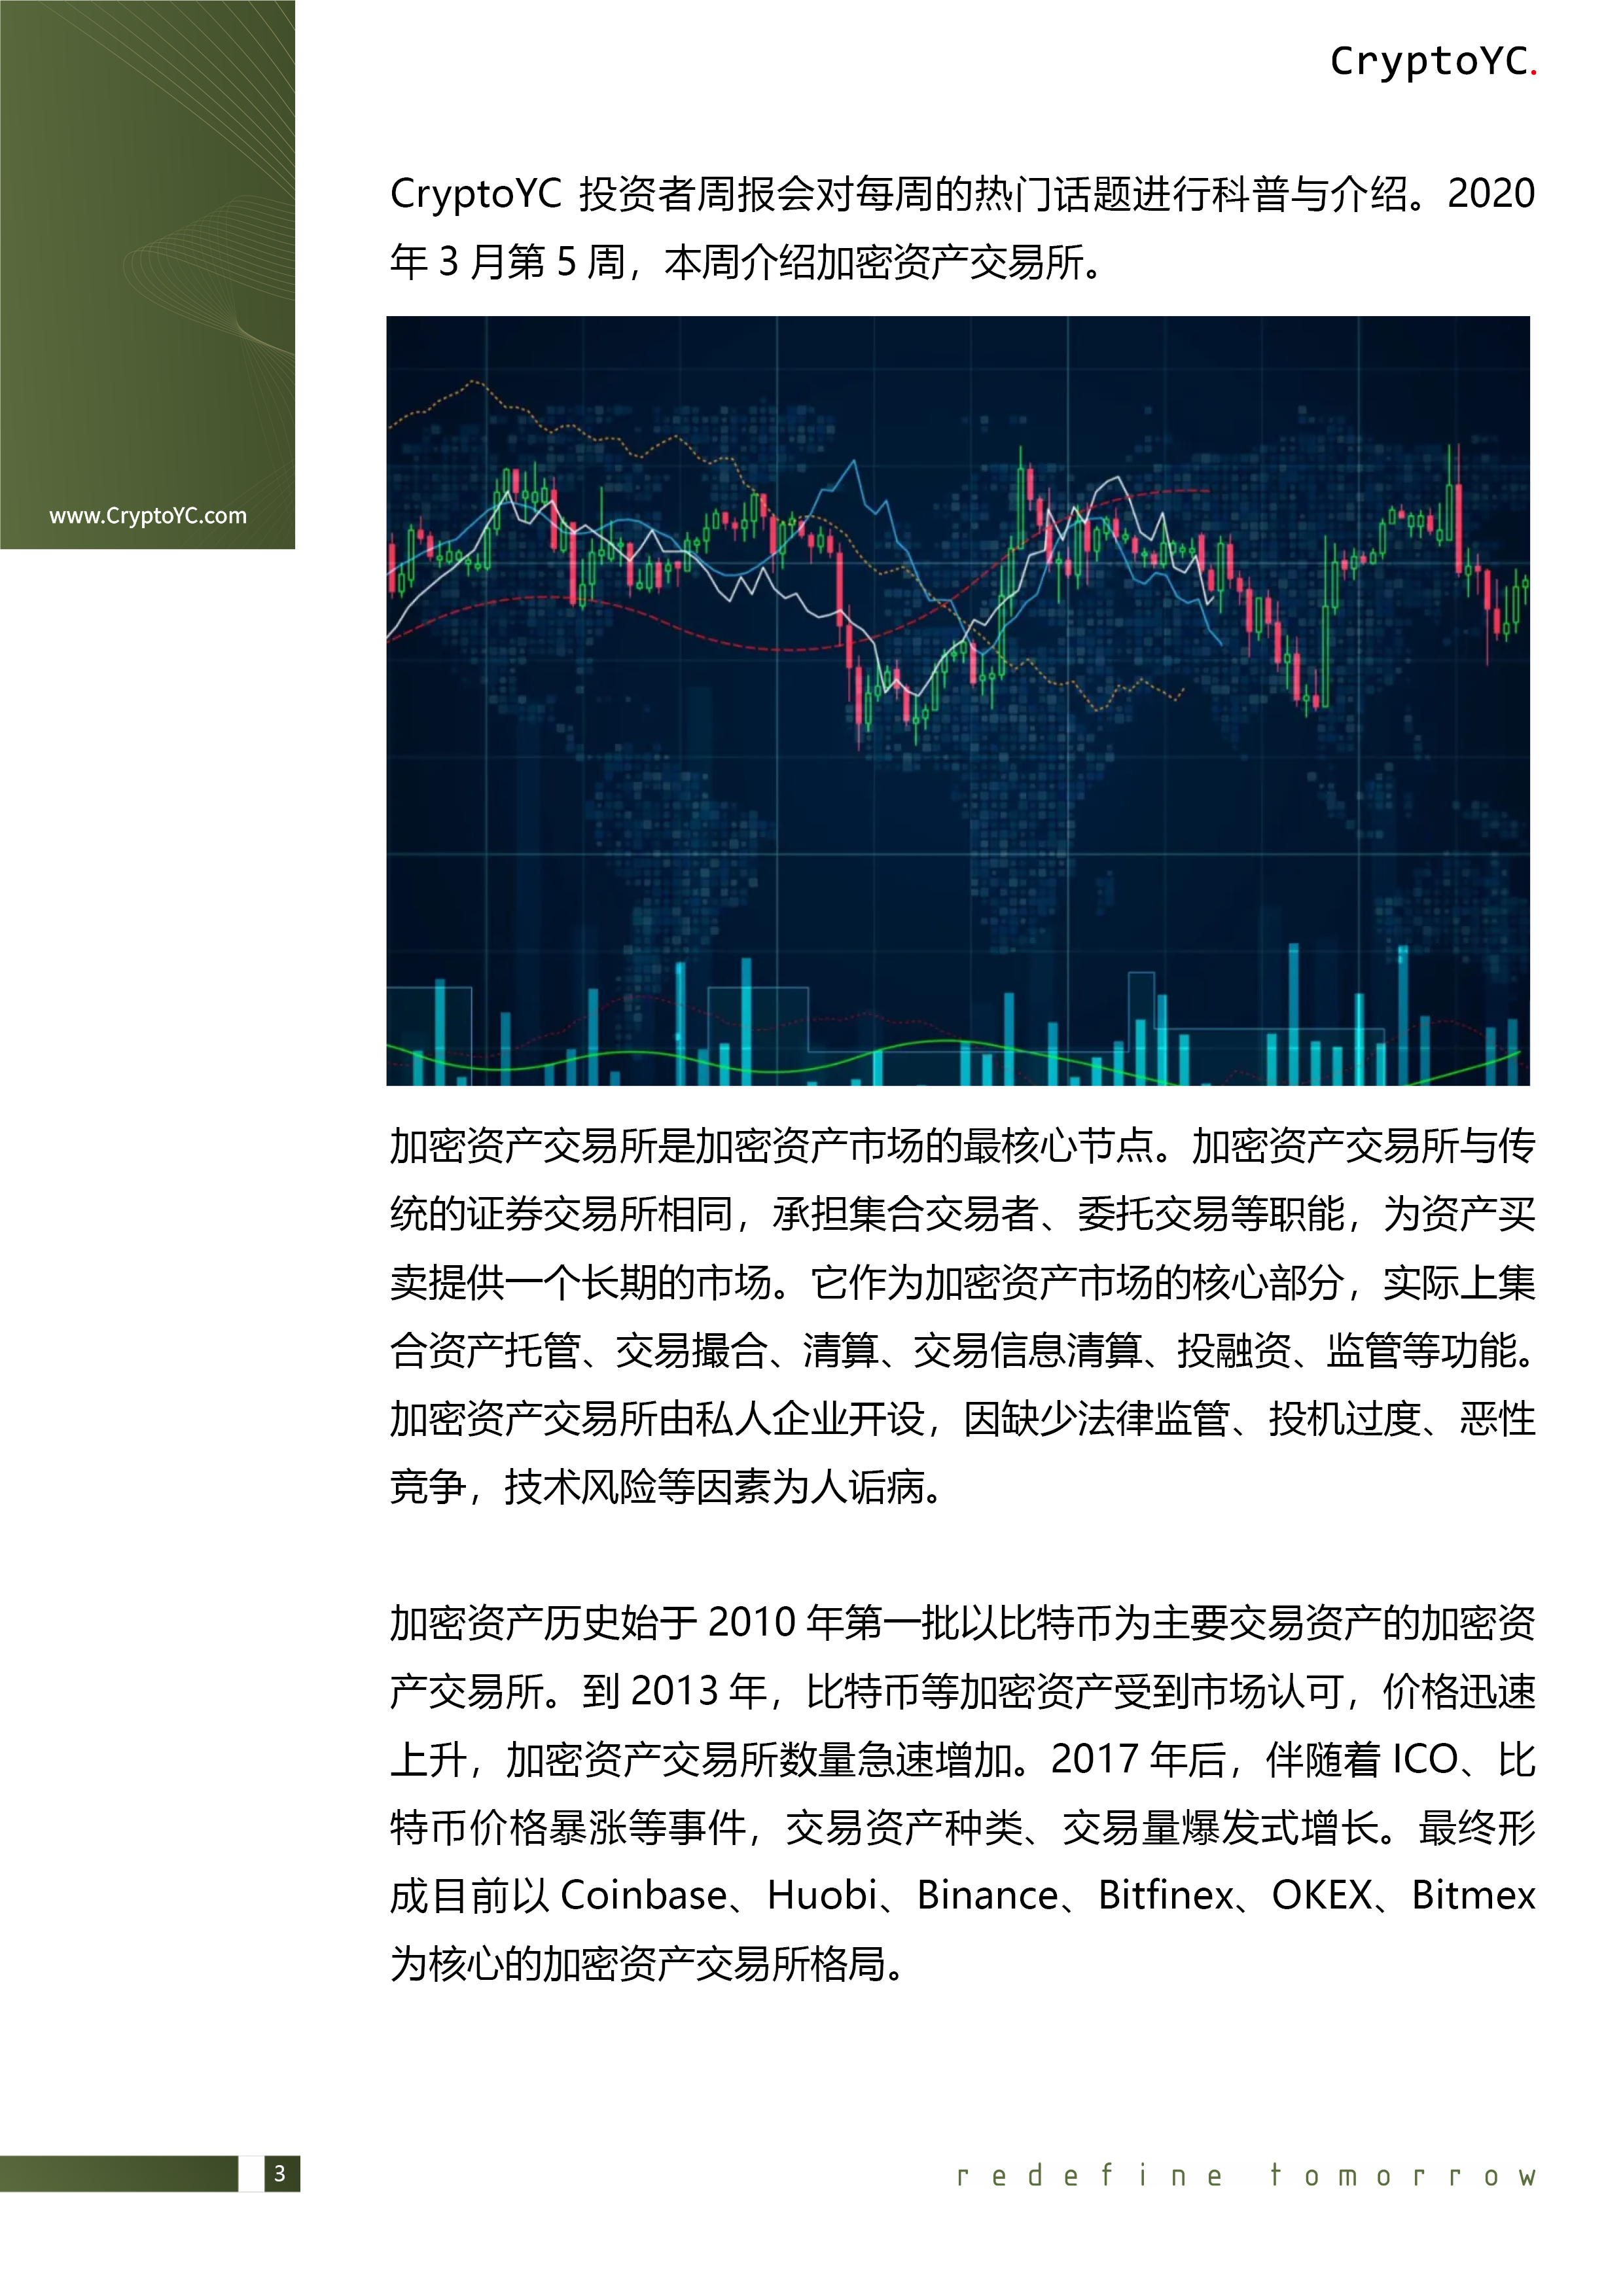 CryptoYC.
www.CryptoYC.com
CryptoYC 投资者周报会对每周的热门话题进行科普与介绍。2020
年 3 月第 5 周，本周介绍加密资产交易所。
加密资产交易所是加密资产市场的最核心节点。加密资产交易所与传
统的证券交易所相同，承担集合交易者、委托交易等职能，为资产买
卖提供一个长期的市场。它作为加密资产市场的核心部分，实际上集
合资产托管、交易撮合、清算、交易信息清算、投融资、监管等功能。
加密资产交易所由私人企业开设，因缺少法律监管、投机过度、恶性
竞争，技术风险等因素为人诟病。
加密资产历史始于 2010 年第一批以比特币为主要交易资产的加密资
产交易所。到 2013 年，比特币等加密资产受到市场认可，价格迅速
上升，加密资产交易所数量急速增加。2017 年后，伴随着 ICO、比
特币价格暴涨等事件，交易资产种类、交易量爆发式增长。最终形
成目前以 Coinbase、Huobi、Binance、Bitfinex、OKEX、Bitmex
为核心的加密资产交易所格局。
3
redefine tomorrow